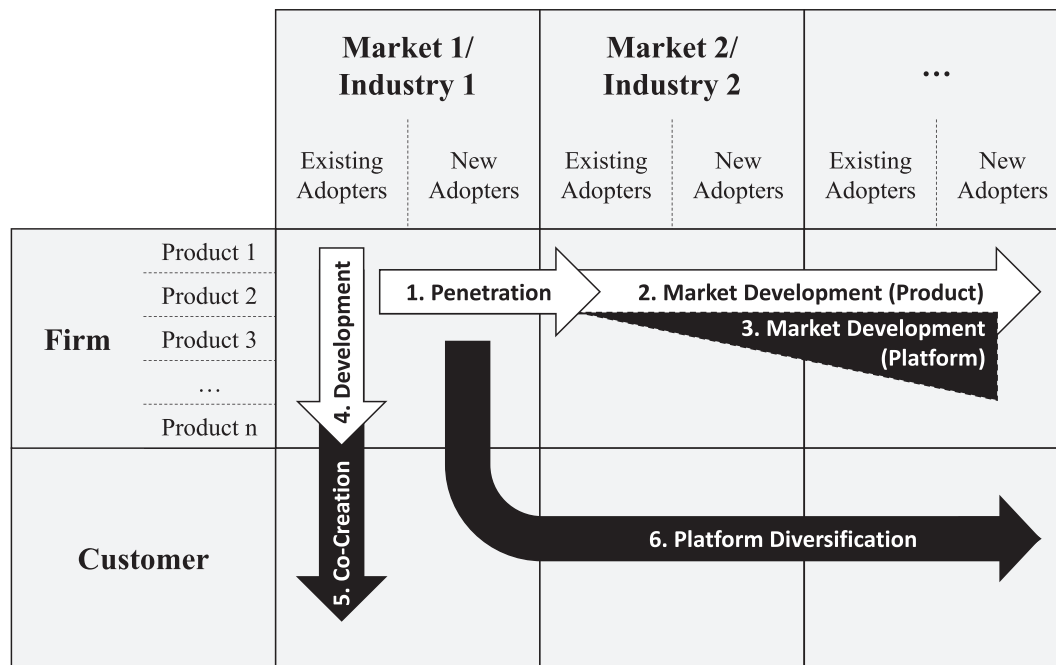 Market 1/
Industry 1
Market 2/
Industry 2
...
Existing
Adopters
New
Adopters
Existing
Adopters
New
Adopters
Existing
Adopters
New
Adopters
Firm
Product 1
Product 2
Product 3
...
Product n
1. Penetration
2. Market Development (Product)
3. Market Development
(Platform)
4. Development
5. Co-Creation
Customer
6. Platform Diversification